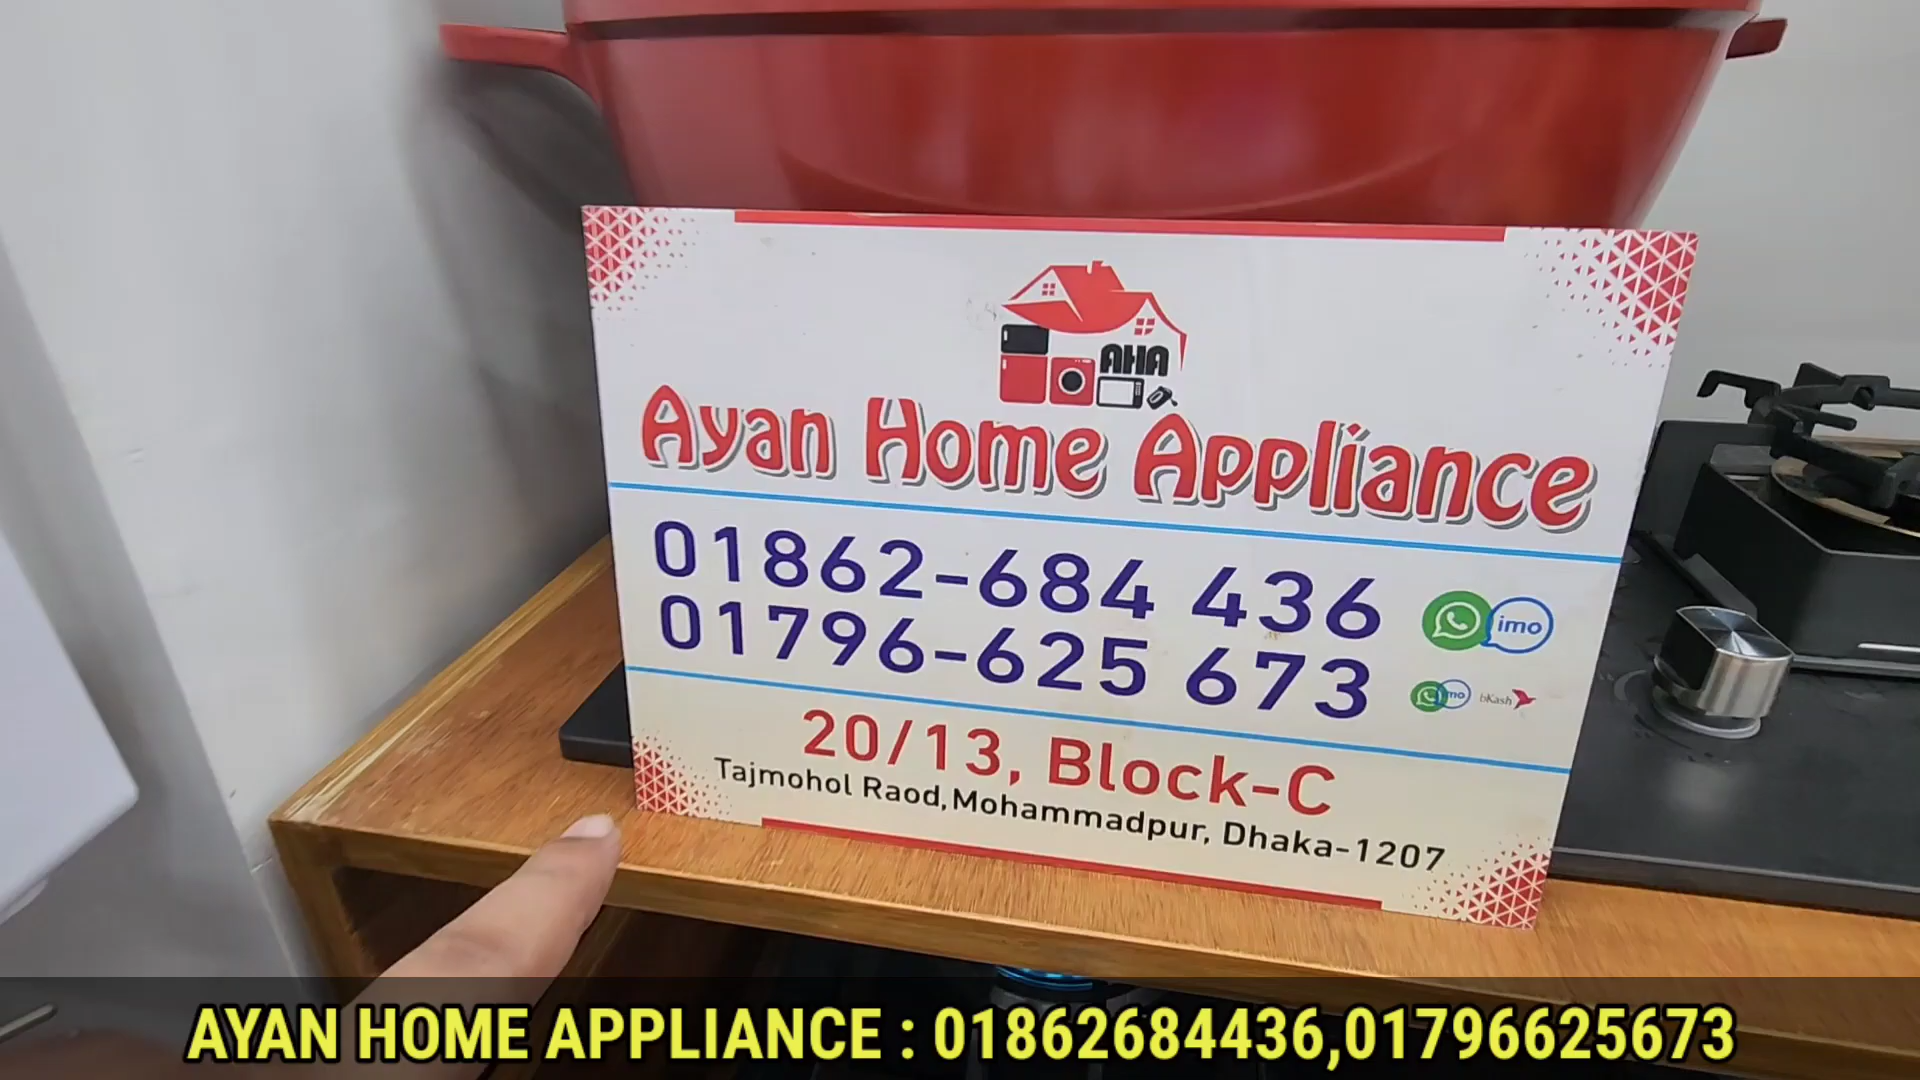 AHA
Ayan Home Appliance
01862-684 436
imo
01796-625 673
imo bKash
20/13, Block-C
Tajmohol Raod,Mohammadpur, Dhaka-1207
AYAN HOME APPLIANCE : 01862684436,01796625673